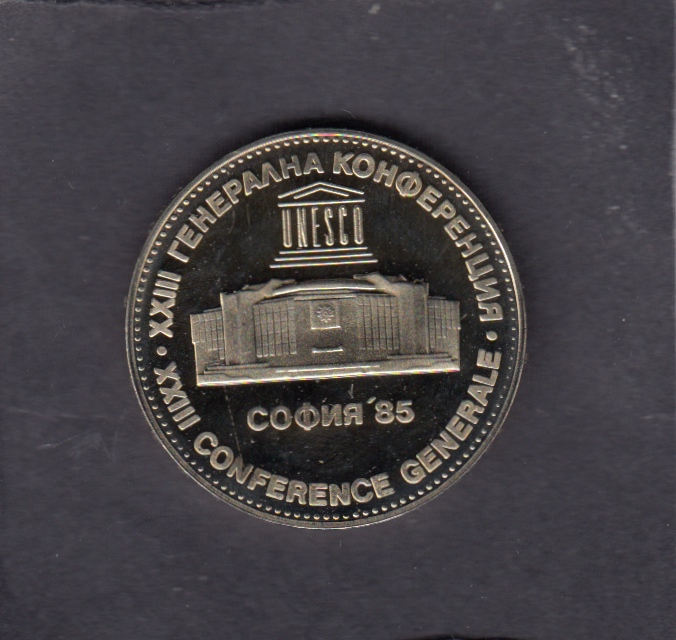 XXIII ГЕНЕРАЛНА КОНФЕРЕНЦИЯ
UNESCO
СОФИЯ '85
XXIII CONFERENCE GENERALE